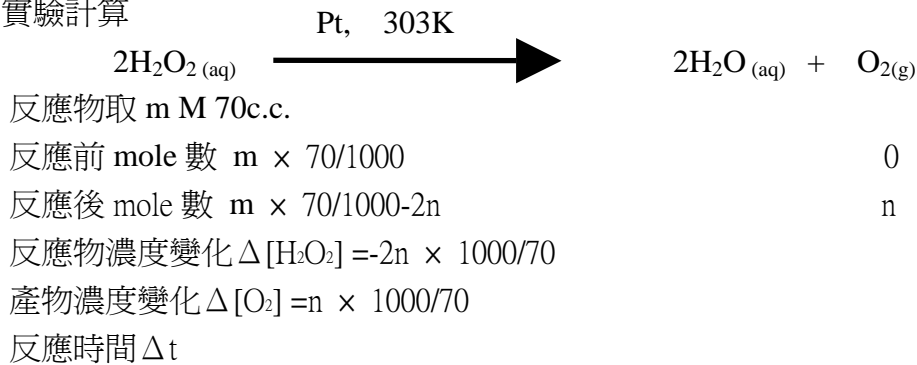 實驗計算
Pt, 303K
2H₂O₂ (aq) 2H₂O (aq) + O₂(g)
反應物取 m M 70c.c.
反應前 mole 數 m × 70/1000 0
反應後 mole 數 m × 70/1000-2n n
反應物濃度變化Δ[H₂O₂] =-2n × 1000/70
產物濃度變化Δ[O₂] =n × 1000/70
反應時間Δt